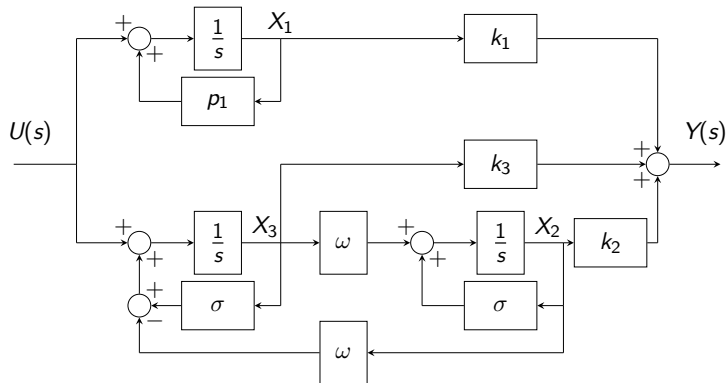 X₁
+ 1/s k₁
+
p₁ +
U(s) Y(s)
+ k₃ +
+ 1/s X₃ ω + 1/s X₂ k₂
+ +
+ σ σ
−
ω